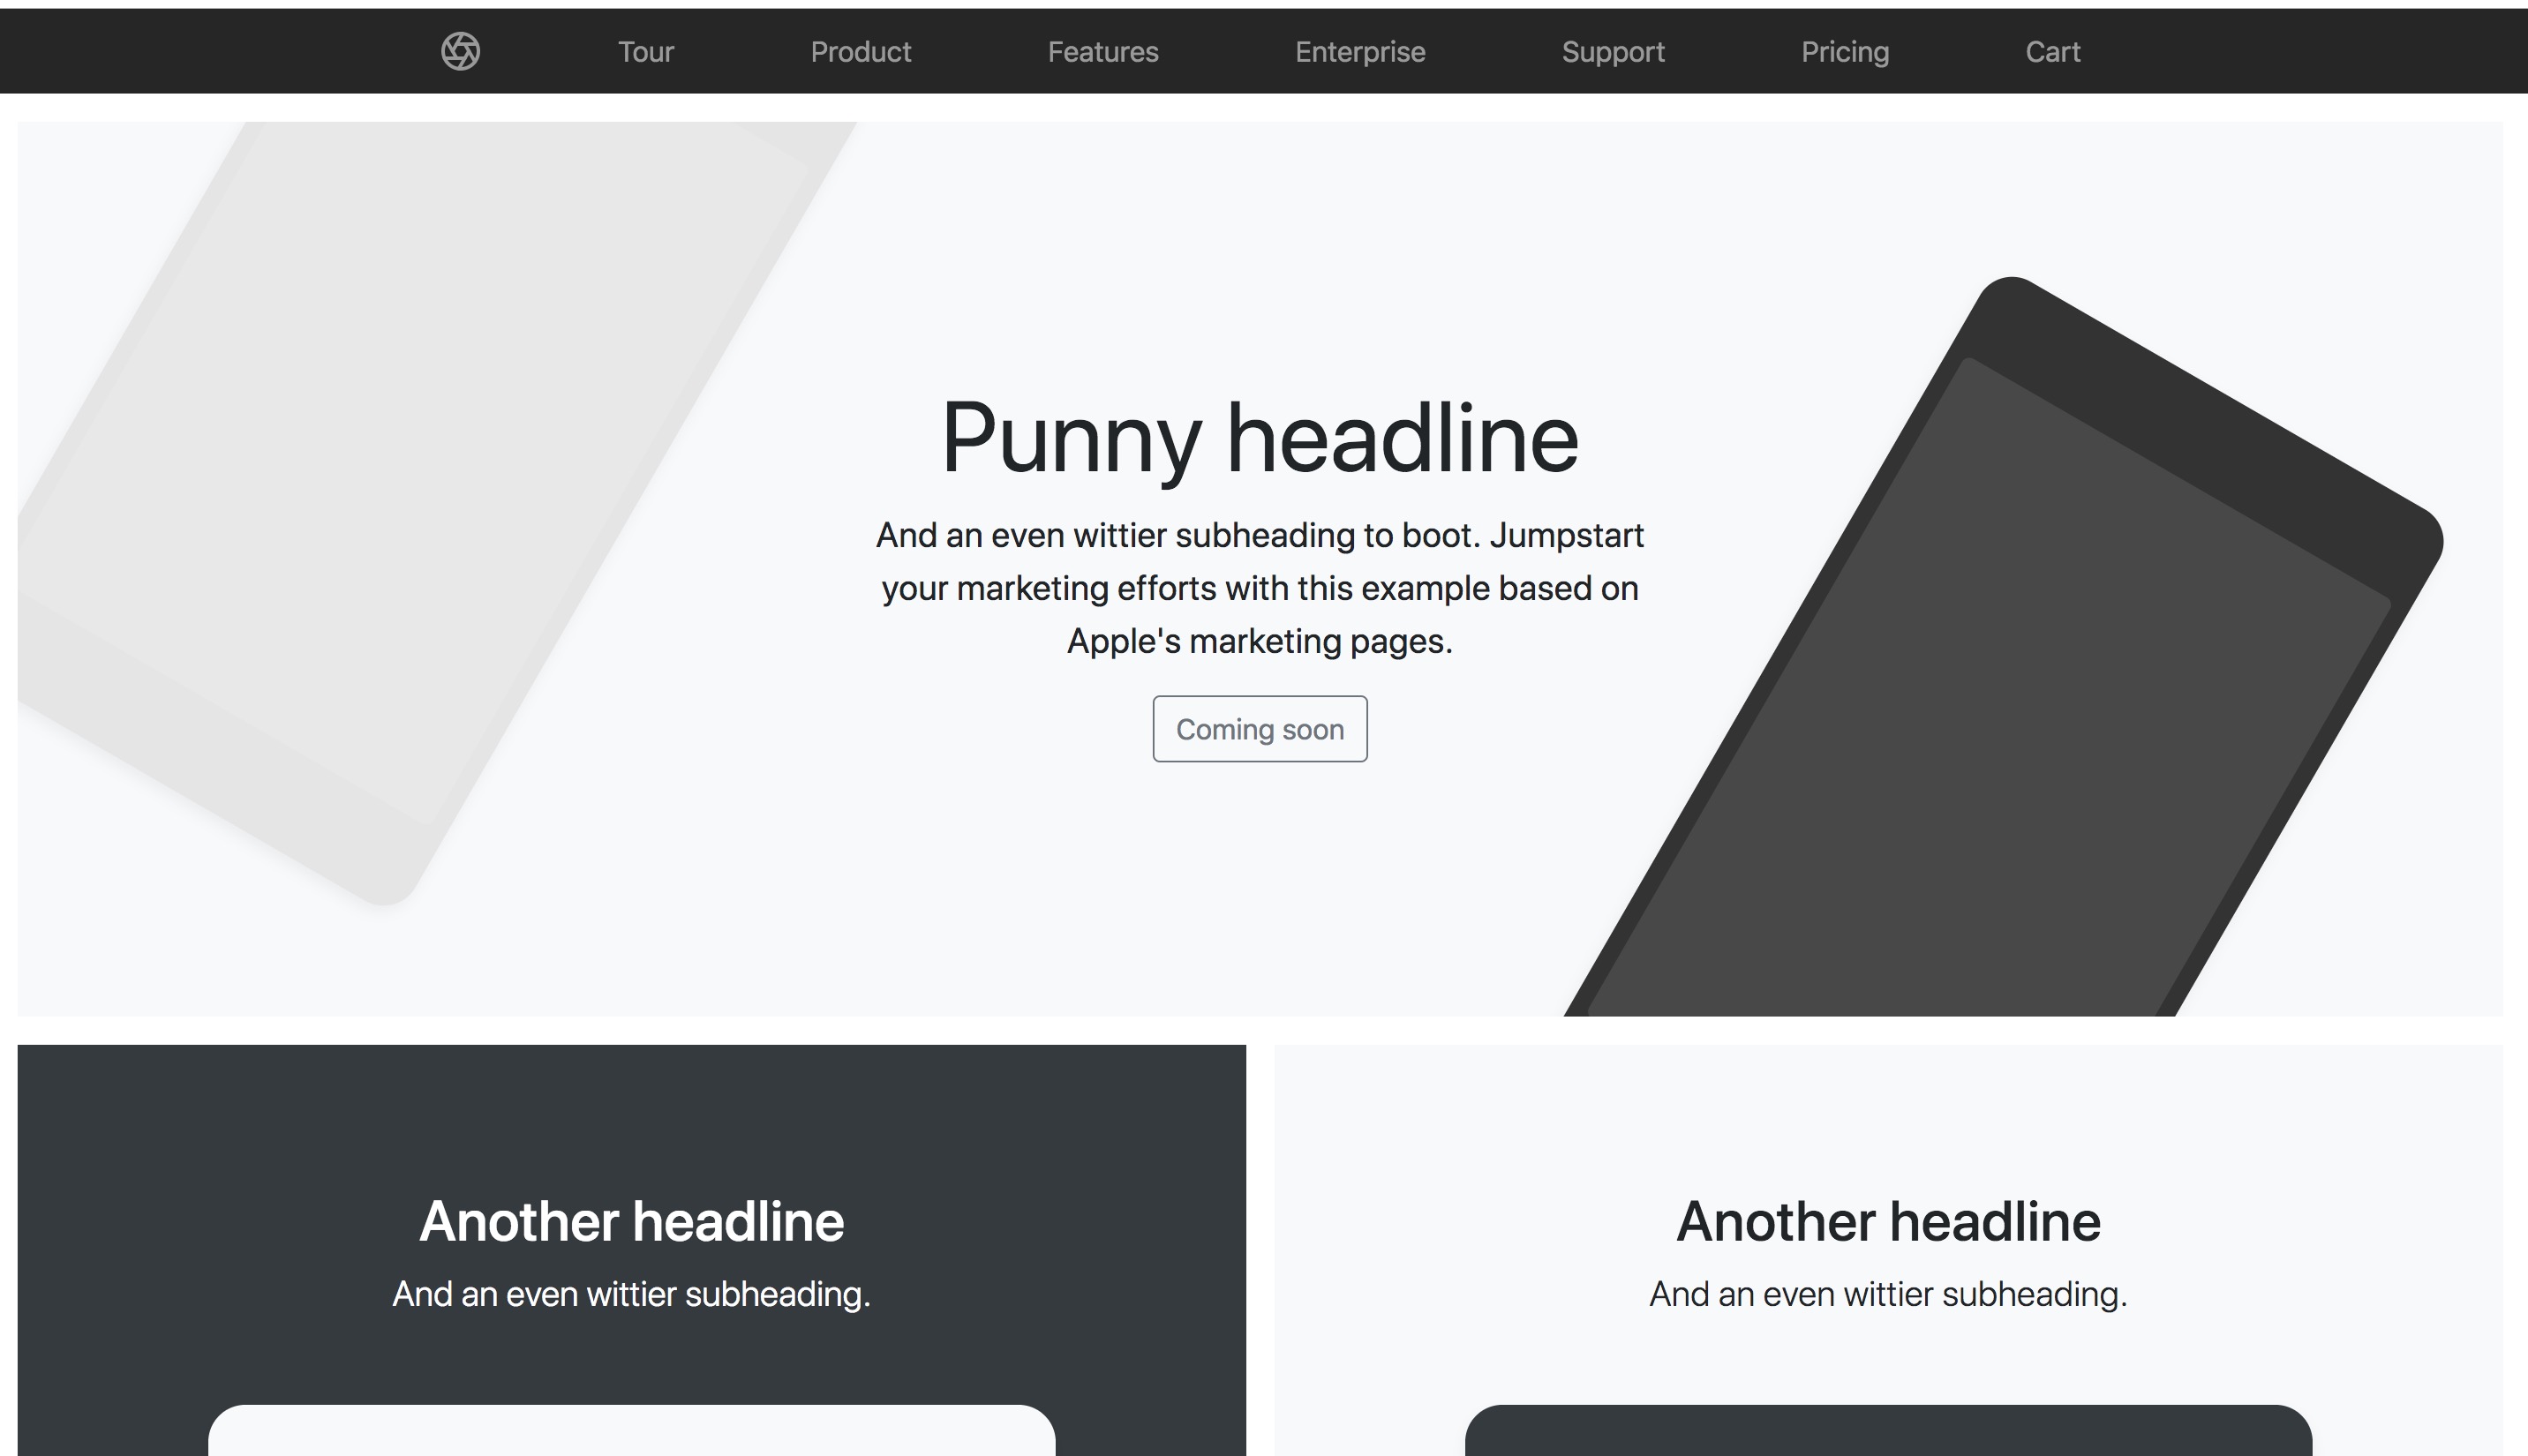 Tour Product Features Enterprise Support Pricing Cart
Punny headline
And an even wittier subheading to boot. Jumpstart
your marketing efforts with this example based on
Apple's marketing pages.
Coming soon
Another headline
And an even wittier subheading.
Another headline
And an even wittier subheading.